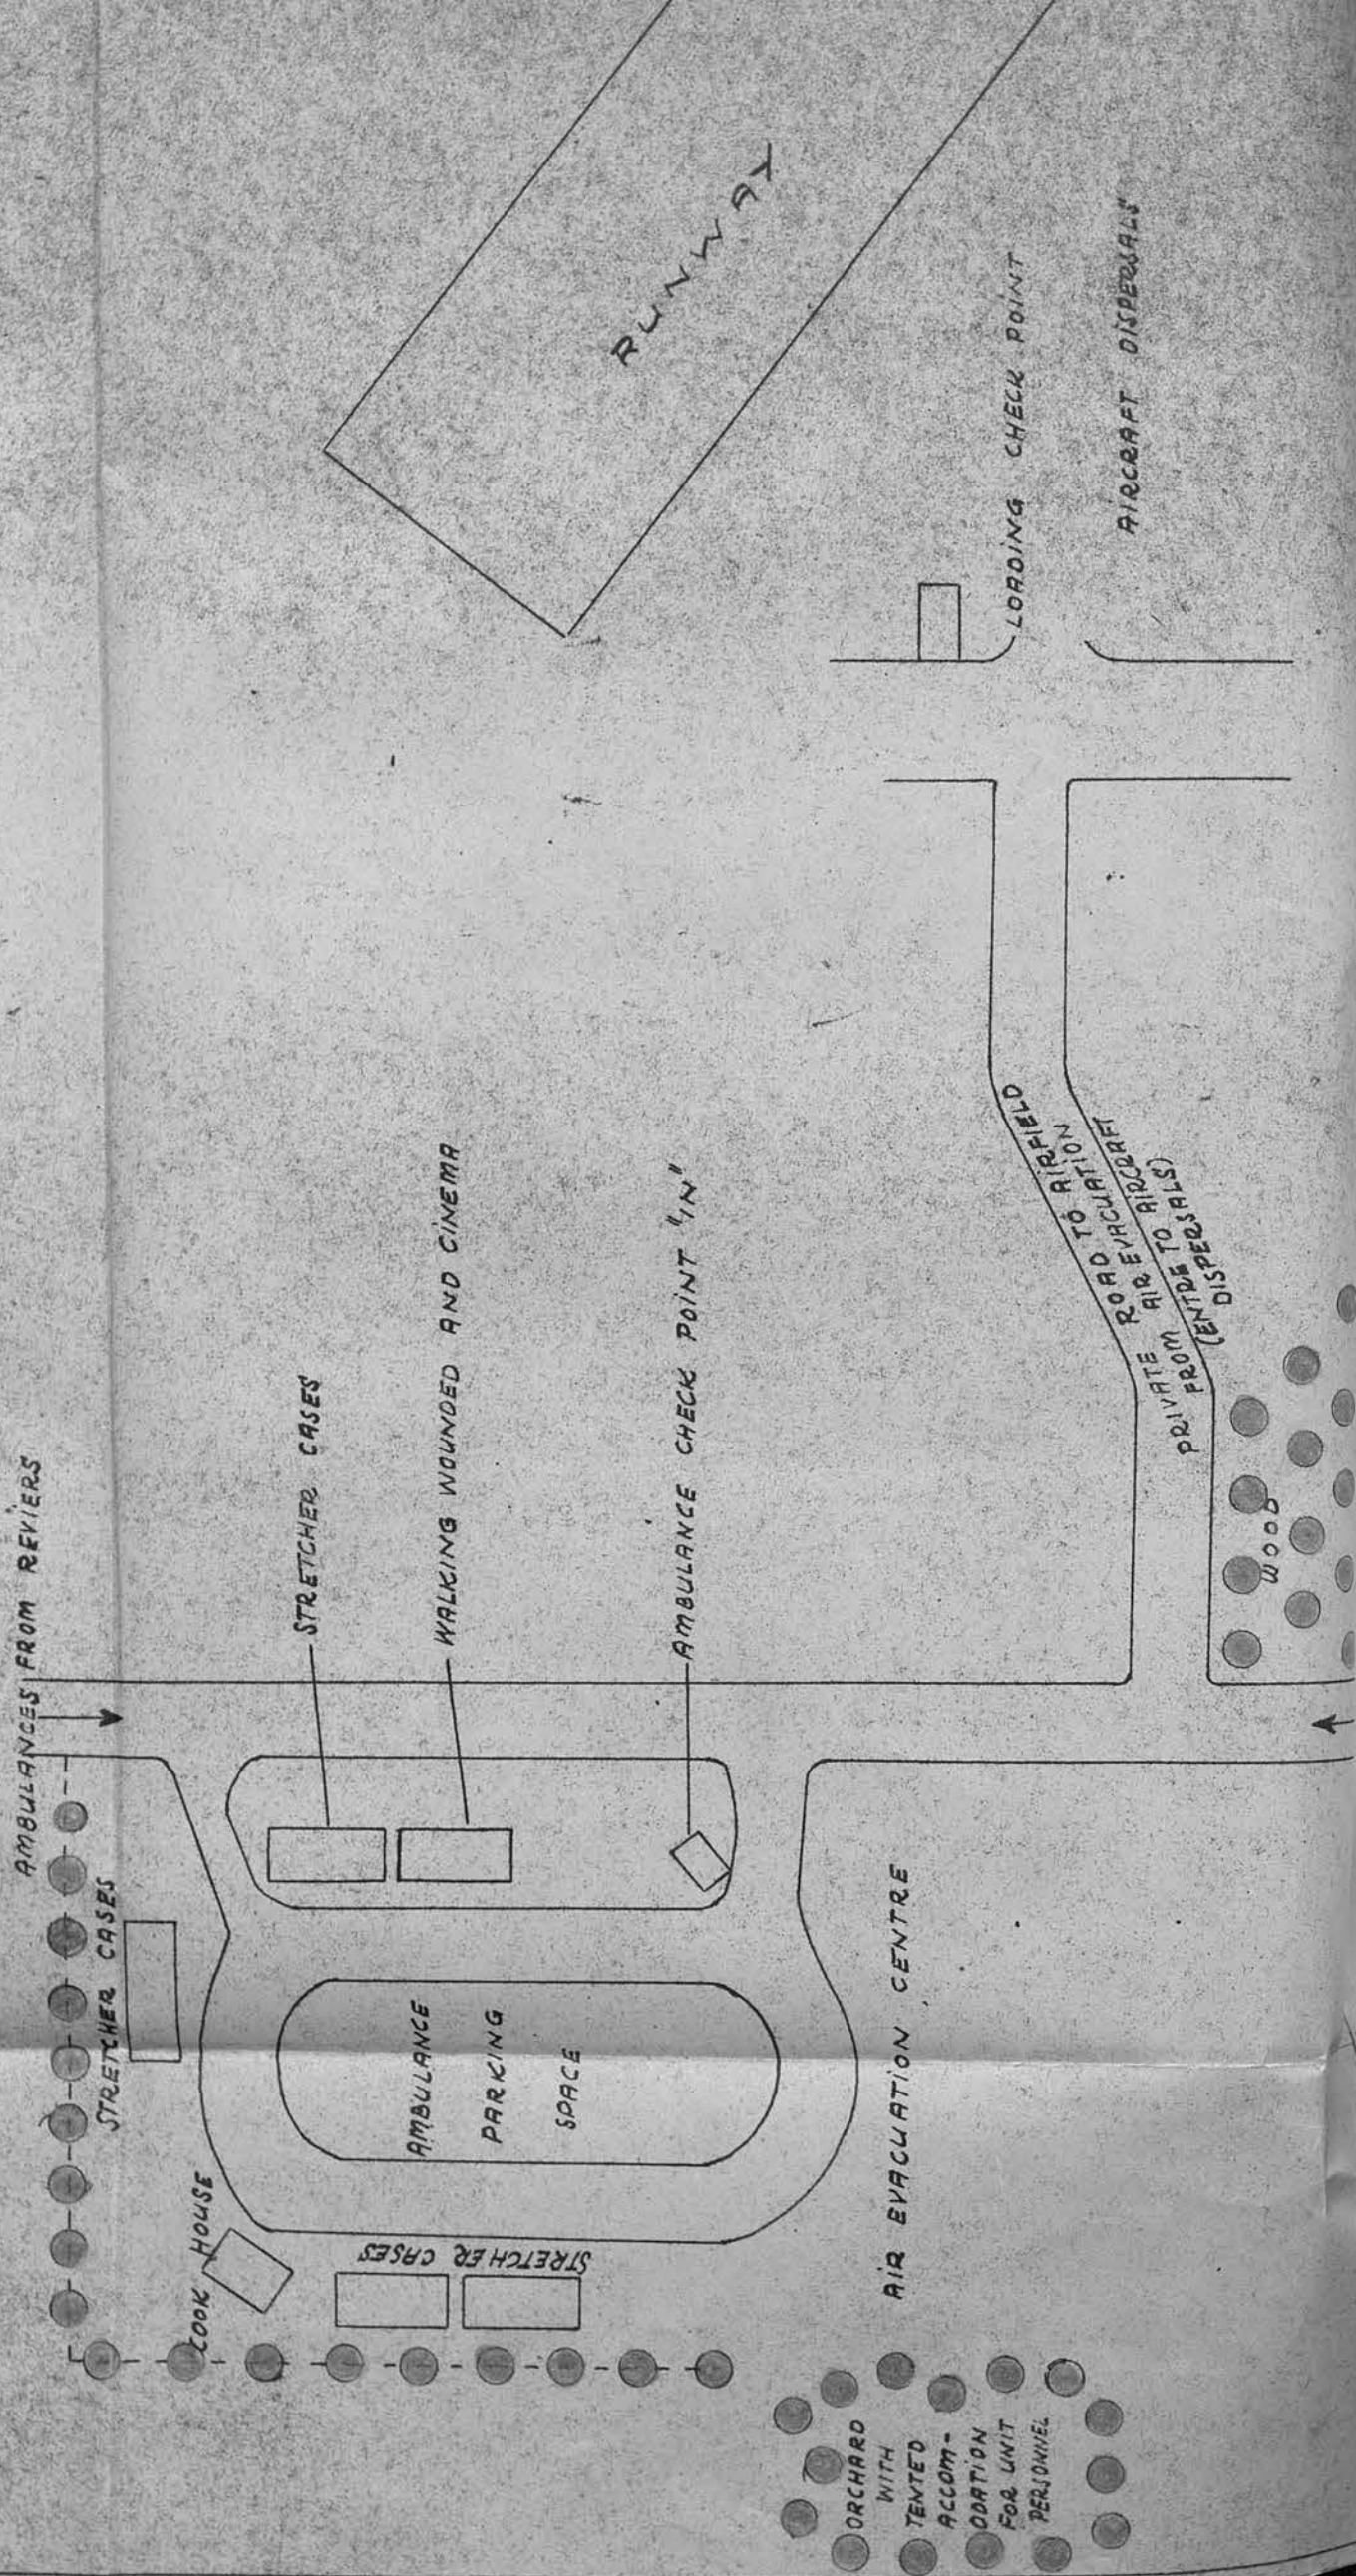 AMBULANCES FROM REVIERS
STRETCHER CASES
COOK HOUSE
STRETCHER CASES
STRETCHER CASES
WALKING WOUNDED AND CINEMA
AMBULANCE CHECK POINT "IN"
AMBULANCE
PARKING
SPACE
AIR EVACUATION CENTRE
ORCHARD
WITH
TENTED
ACCOM-
ODATION
FOR UNIT
PERSONNEL
RUNWAY
LOADING CHECK POINT
AIRCRAFT DISPERSALS
ROAD TO AIRFIELD
PRIVATE ROAD EVACUATION
FROM AIR EVACUATION
(ENTRE TO AIRCRAFT
DISPERSALS)
WOOD